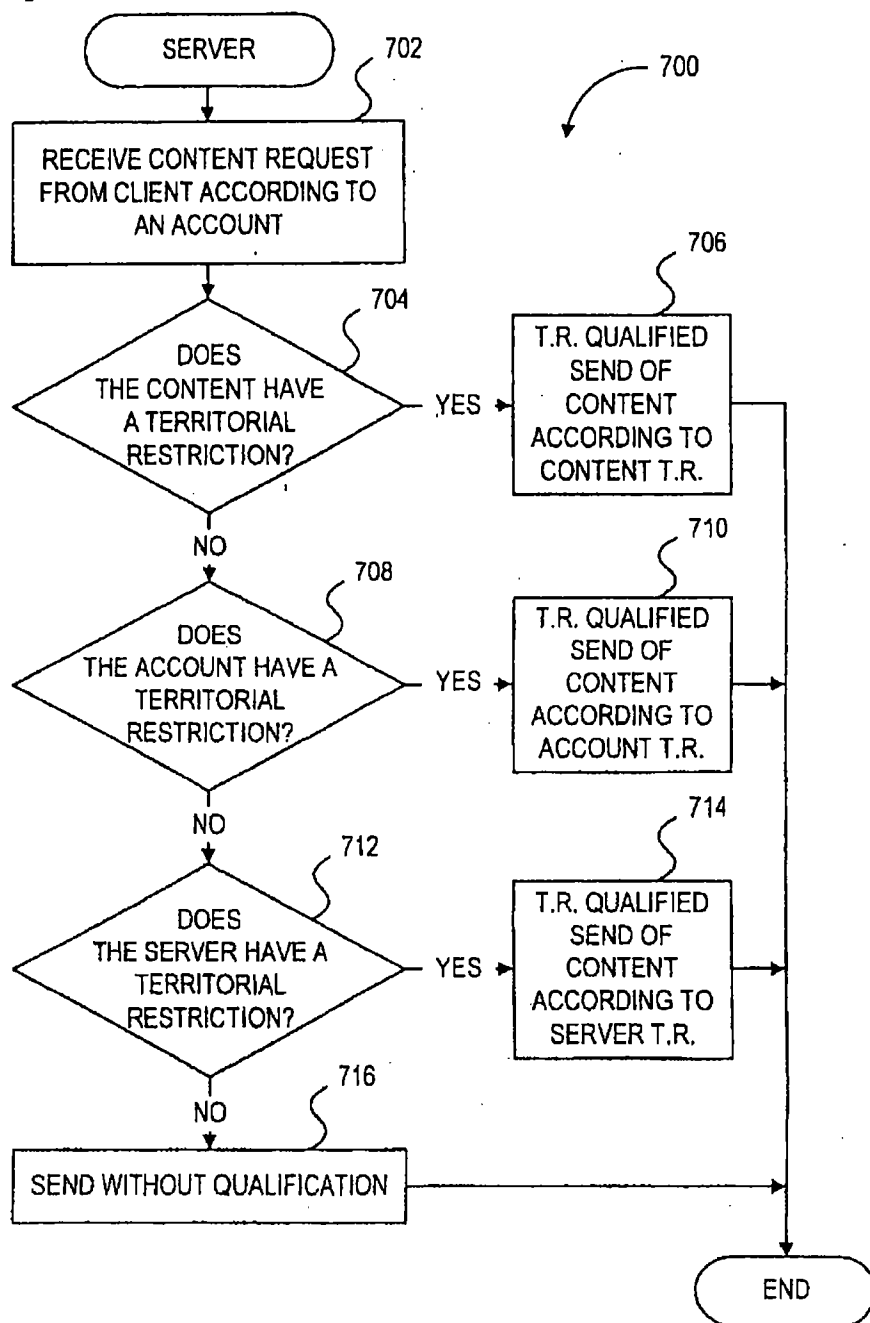 SERVER
702
700
RECEIVE CONTENT REQUEST
FROM CLIENT ACCORDING TO
AN ACCOUNT
704
DOES
THE CONTENT HAVE
A TERRITORIAL
RESTRICTION?
YES
706
T.R. QUALIFIED
SEND OF
CONTENT
ACCORDING TO
CONTENT T.R.
NO
708
DOES
THE ACCOUNT HAVE A
TERRITORIAL
RESTRICTION?
YES
710
T.R. QUALIFIED
SEND OF
CONTENT
ACCORDING TO
ACCOUNT T.R.
NO
712
DOES
THE SERVER HAVE A
TERRITORIAL
RESTRICTION?
YES
714
T.R. QUALIFIED
SEND OF
CONTENT
ACCORDING TO
SERVER T.R.
NO
716
SEND WITHOUT QUALIFICATION
END